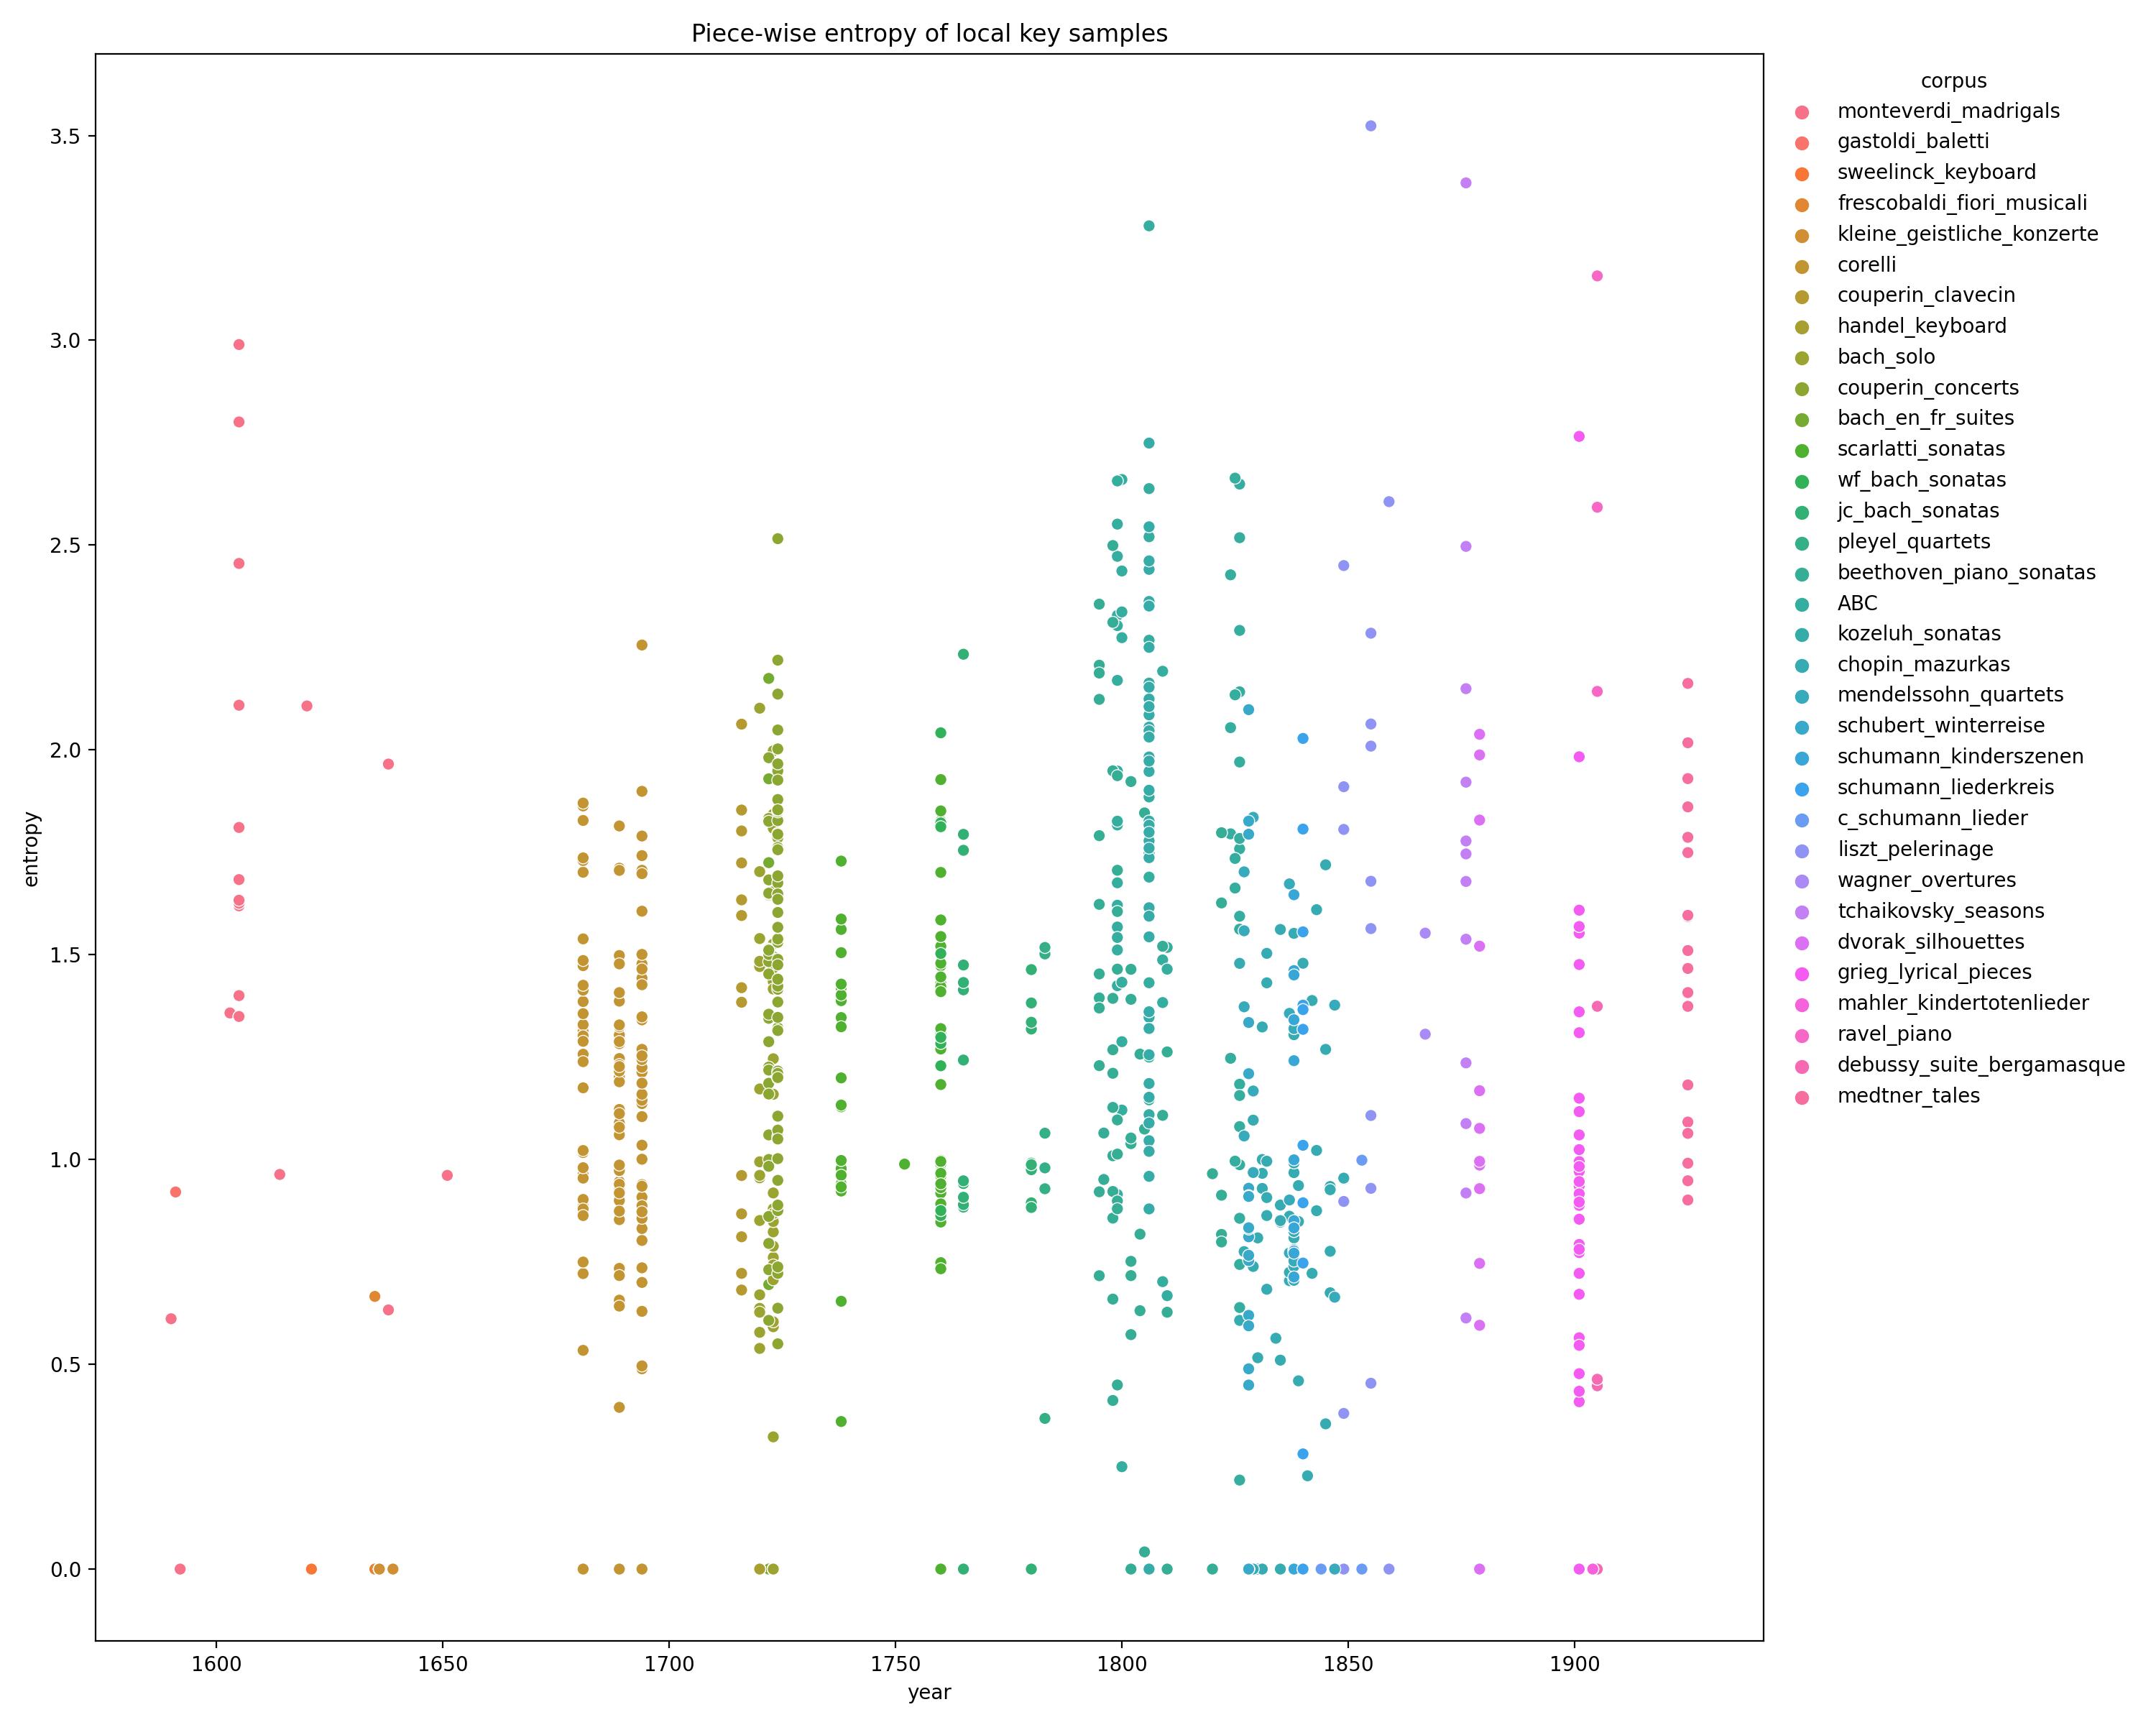 Piece-wise entropy of local key samples
3.5
3.0
2.5
2.0
1.5
1.0
0.5
0.0
entropy
1600
1650
1700
1750
1800
1850
1900
year
corpus
monteverdi_madrigals
gastoldi_baletti
sweelinck_keyboard
frescobaldi_fiori_musicali
kleine_geistliche_konzerte
corelli
couperin_clavecin
handel_keyboard
bach_solo
couperin_concerts
bach_en_fr_suites
scarlatti_sonatas
wf_bach_sonatas
jc_bach_sonatas
pleyel_quartets
beethoven_piano_sonatas
ABC
kozeluh_sonatas
chopin_mazurkas
mendelssohn_quartets
schubert_winterreise
schumann_kinderszenen
schumann_liederkreis
c_schumann_lieder
liszt_pelerinage
wagner_overtures
tchaikovsky_seasons
dvorak_silhouettes
grieg_lyrical_pieces
mahler_kindertotenlieder
ravel_piano
debussy_suite_bergamasque
medtner_tales